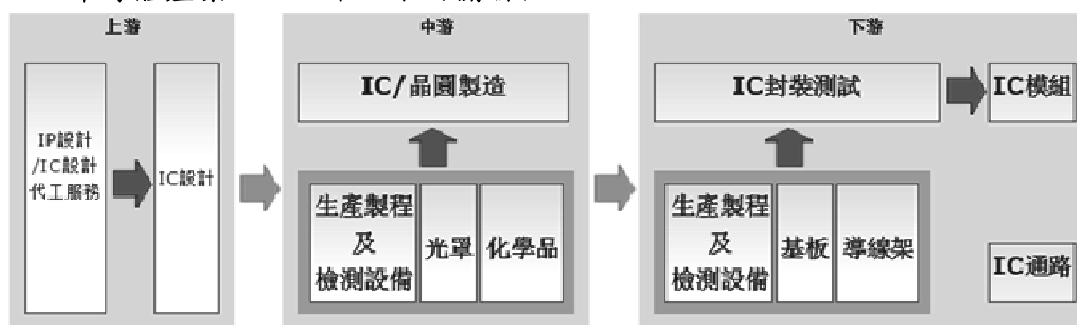 上游
中游
下游
IP設計
/IC設計
代工服務
IC設計
IC/晶圓製造
生產製程
及
檢測設備
光罩
化學品
IC封裝測試
IC模組
生產製程
及
檢測設備
基板
導線架
IC通路